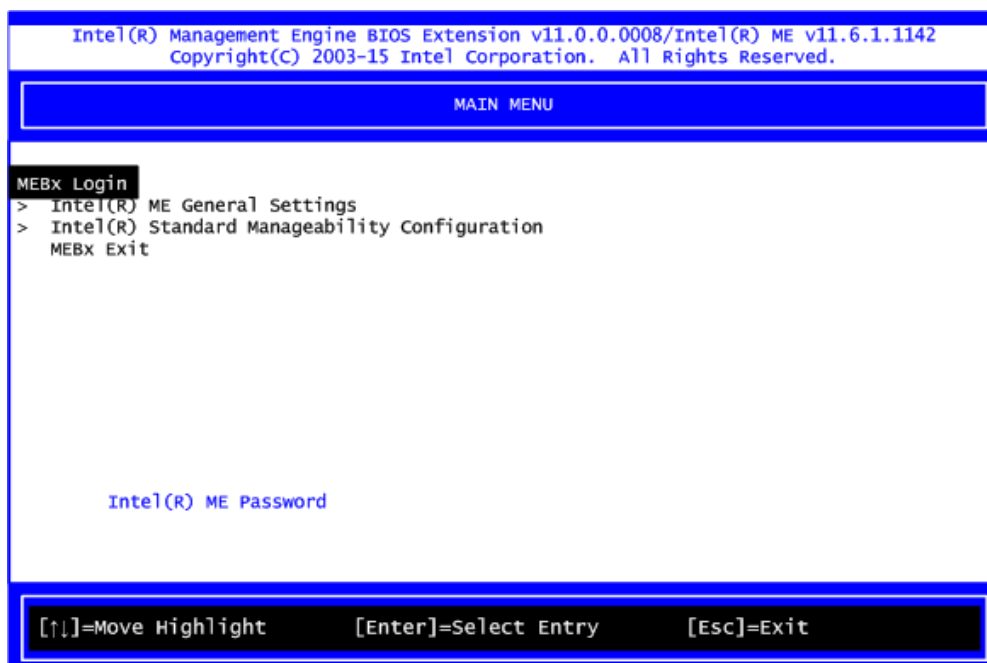 Intel(R) Management Engine BIOS Extension v11.0.0.0008/Intel(R) ME v11.6.1.1142
Copyright(C) 2003-15 Intel Corporation. All Rights Reserved.
MAIN MENU
MEBx Login
> Intel(R) ME General Settings
> Intel(R) Standard Manageability Configuration
MEBx Exit
Intel(R) ME Password
[↑↓]=Move Highlight [Enter]=Select Entry [Esc]=Exit